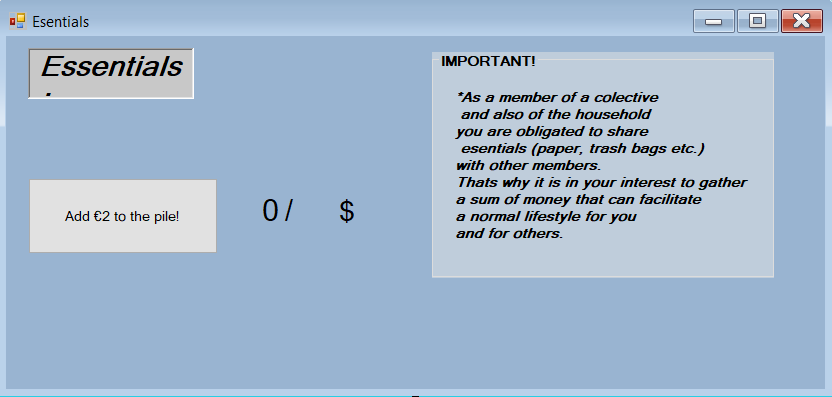 Esentials
Essentials
IMPORTANT!
*As a member of a colective
and also of the household
you are obligated to share
esentials (paper, trash bags etc.)
with other members.
Thats why it is in your interest to gather
a sum of money that can facilitate
a normal lifestyle for you
and for others.
Add €2 to the pile!
0 / $